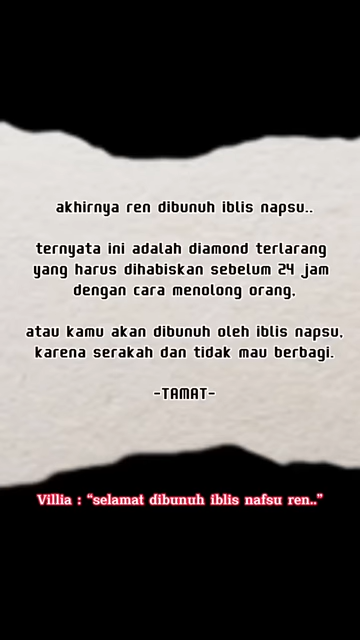 akhirnya ren dibunuh iblis napsu..
ternyata ini adalah diamond terlarang
yang harus dihabiskan sebelum 24 jam
dengan cara menolong orang.
atau kamu akan dibunuh oleh iblis napsu,
karena serakah dan tidak mau berbagi.
-TAMAT-
Villia : “selamat dibunuh iblis nafsu ren..”